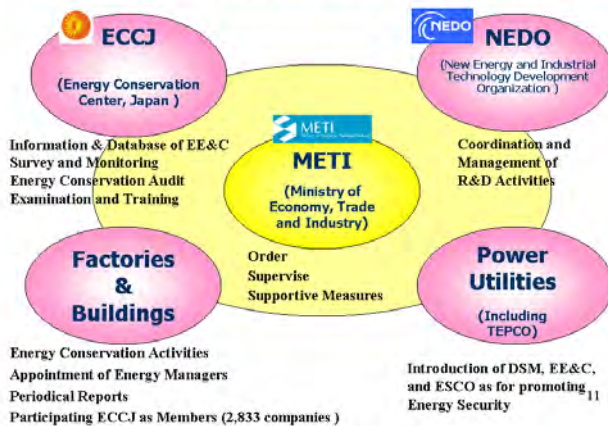 ECCJ
(Energy Conservation
Center, Japan )
Information & Database of EE&C
Survey and Monitoring
Energy Conservation Audit
Examination and Training
NEDO
NEDO
(New Energy and Industrial
Technology Development
Organization )
Coordination and
Management of
R&D Activities
METI
METI
(Ministry of
Economy, Trade
and Industry)
Order
Supervise
Supportive Measures
Factories
&
Buildings
Energy Conservation Activities
Appointment of Energy Managers
Periodical Reports
Participating ECCJ as Members (2,833 companies )
Power
Utilities
(Including
TEPCO)
Introduction of DSM, EE&C,
and ESCO as for promoting
Energy Security
11